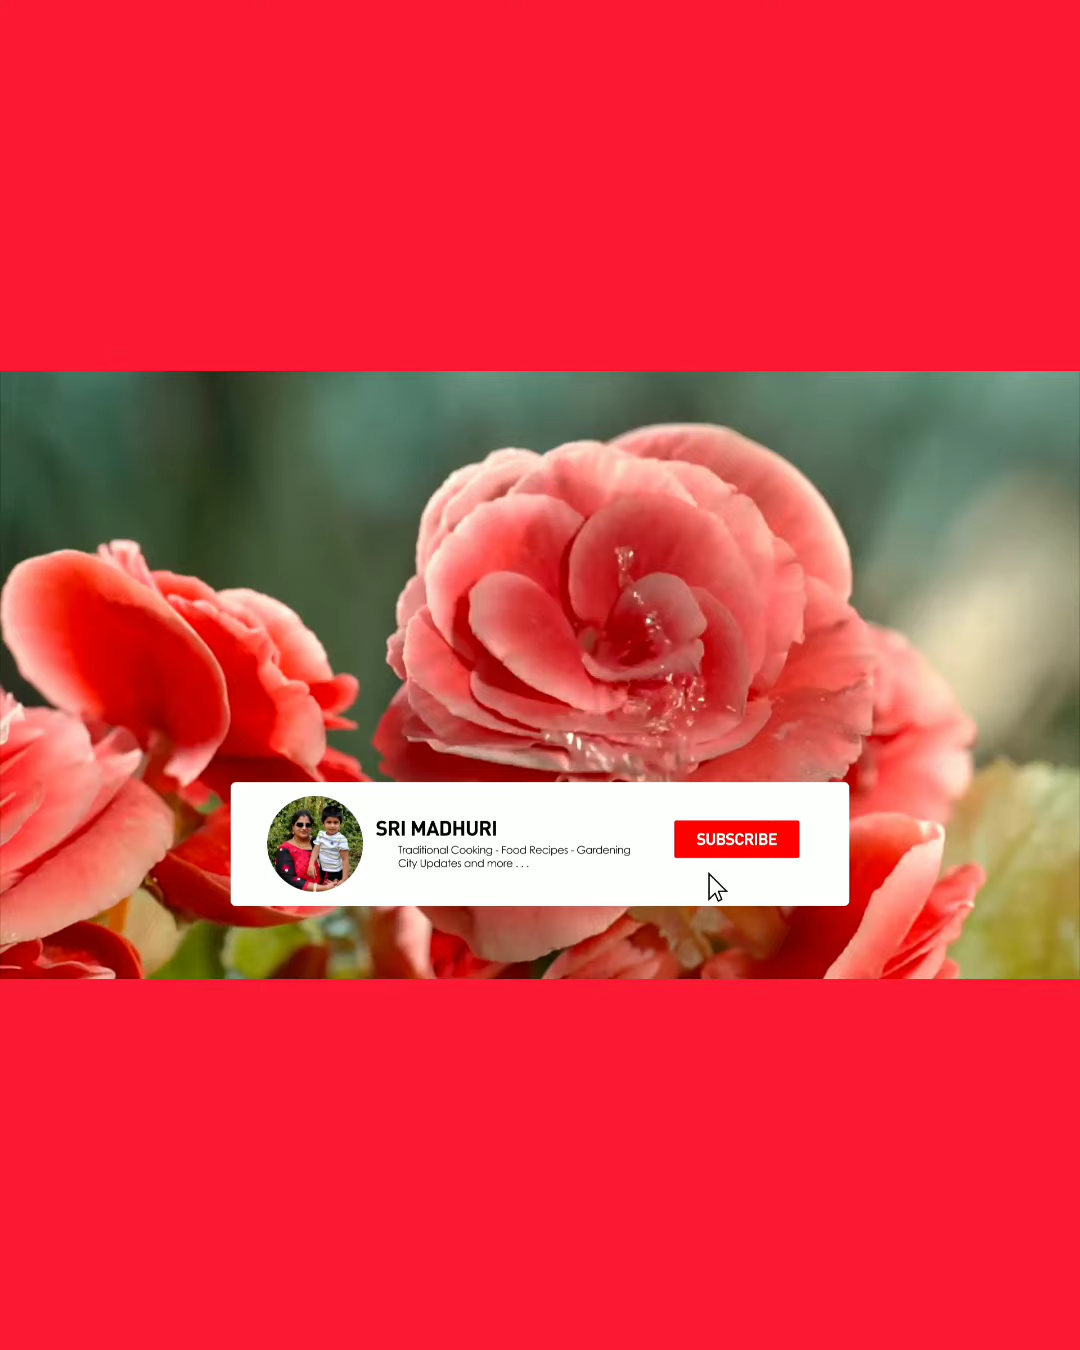 SRI MADHURI
Traditional Cooking - Food Recipes - Gardening
City Updates and more . . .
SUBSCRIBE